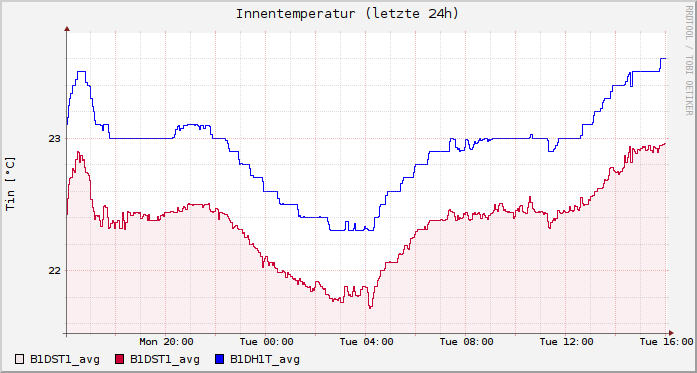 Innentemperatur (letzte 24h)
RRDTOOL / TOBI OETIKER
Tin [°C]
23
22
Mon 20:00 Tue 00:00 Tue 04:00 Tue 08:00 Tue 12:00 Tue 16:00
B1DST1_avg B1DST1_avg B1DH1T_avg